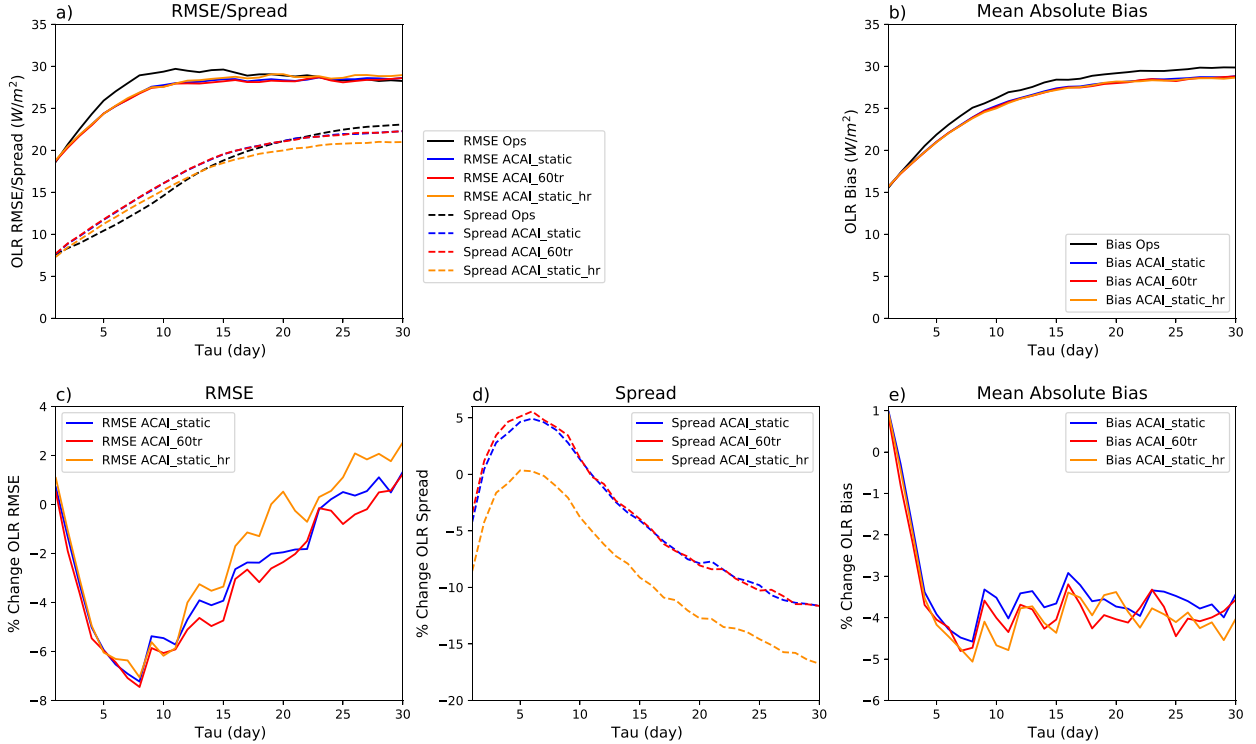 a)
RMSE/Spread
OLR RMSE/Spread (W/m²)
35
30
25
20
15
10
5
0
5
10
15
20
25
30
Tau (day)
RMSE Ops
RMSE ACAI_static
RMSE ACAI_60tr
RMSE ACAI_static_hr
Spread Ops
Spread ACAI_static
Spread ACAI_60tr
Spread ACAI_static_hr
b)
Mean Absolute Bias
OLR Bias (W/m²)
35
30
25
20
15
10
5
0
5
10
15
20
25
30
Tau (day)
Bias Ops
Bias ACAI_static
Bias ACAI_60tr
Bias ACAI_static_hr
c)
RMSE
% Change OLR RMSE
4
2
0
−2
−4
−6
−8
5
10
15
20
25
30
Tau (day)
RMSE ACAI_static
RMSE ACAI_60tr
RMSE ACAI_static_hr
d)
Spread
% Change OLR Spread
5
0
−5
−10
−15
−20
5
10
15
20
25
30
Tau (day)
Spread ACAI_static
Spread ACAI_60tr
Spread ACAI_static_hr
e)
Mean Absolute Bias
% Change OLR Bias
1
0
−1
−2
−3
−4
−5
−6
5
10
15
20
25
30
Tau (day)
Bias ACAI_static
Bias ACAI_60tr
Bias ACAI_static_hr